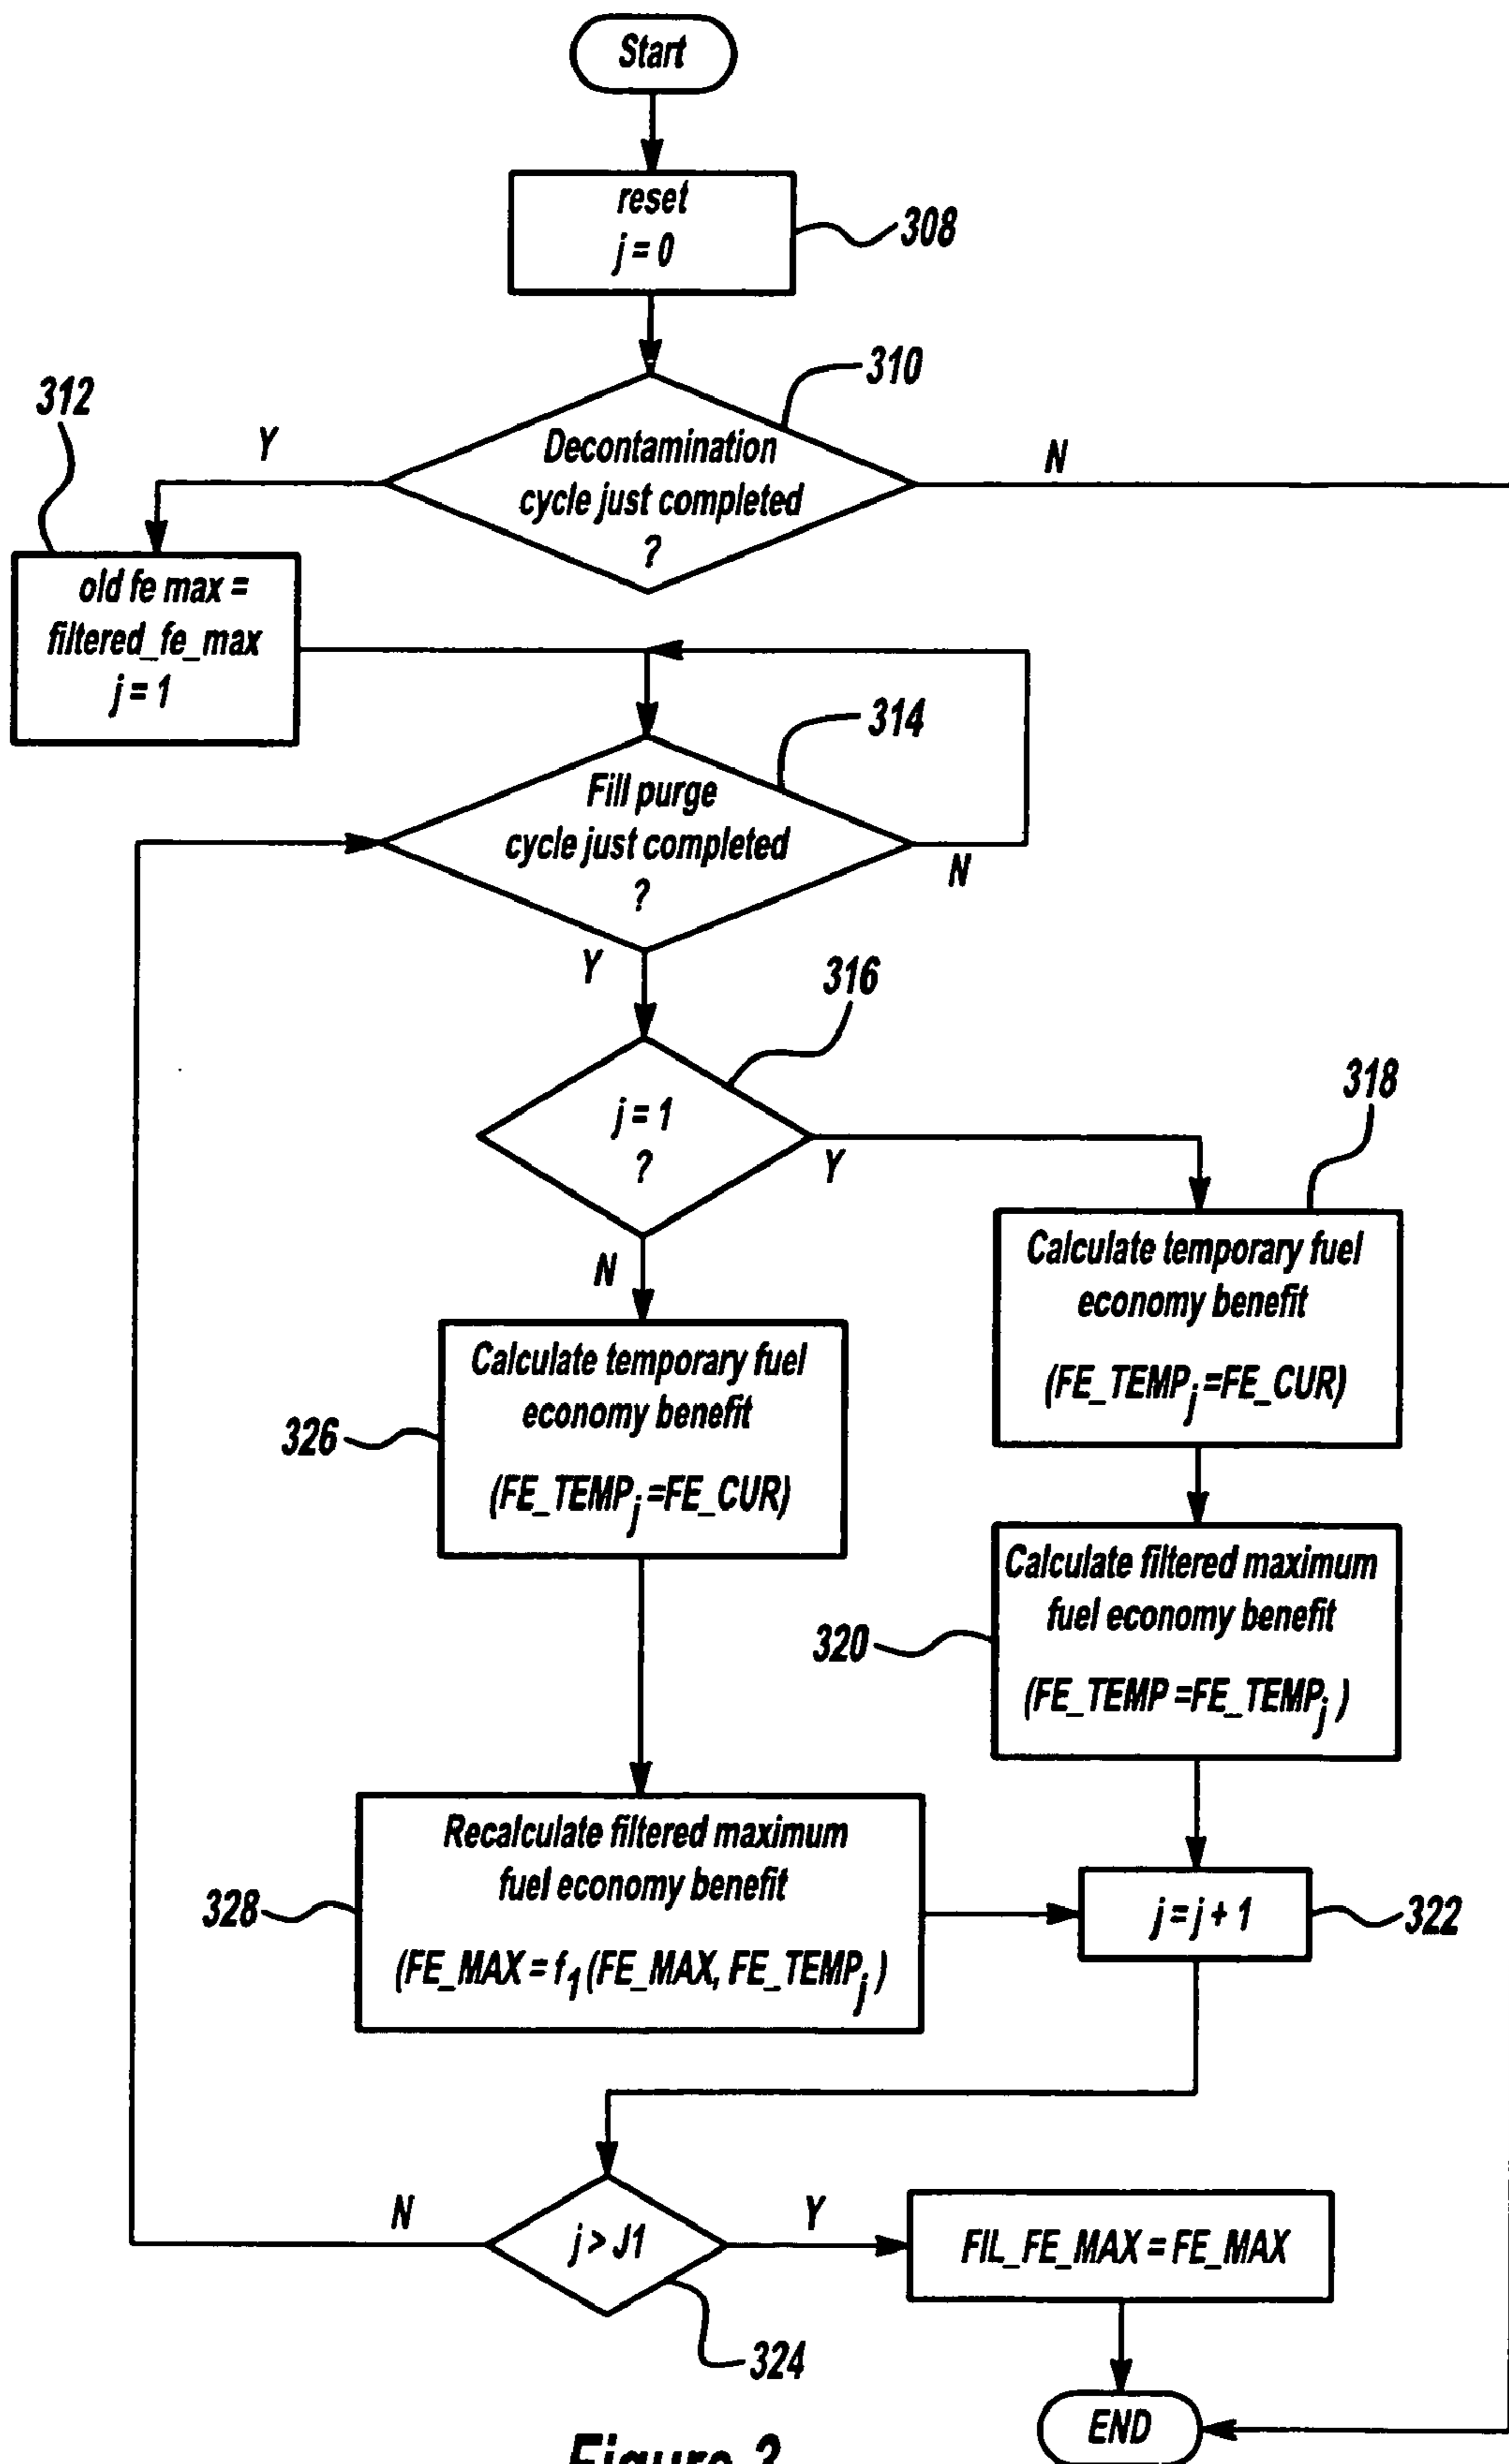 Start
reset
j = 0
308
310
Decontamination
cycle just completed
?
Y
N
312
old fe max =
filtered_fe_max
j = 1
314
Fill purge
cycle just completed
?
N
Y
316
j = 1
?
Y
N
318
Calculate temporary fuel
economy benefit
(FE_TEMPj =FE_CUR)
326
Calculate temporary fuel
economy benefit
(FE_TEMPj =FE_CUR)
320
Calculate filtered maximum
fuel economy benefit
(FE_TEMP =FE_TEMPj )
328
Recalculate filtered maximum
fuel economy benefit
(FE_MAX = f1 (FE_MAX, FE_TEMPj )
j = j + 1
322
N
j > J1
Y
FIL_FE_MAX = FE_MAX
324
END
Figure 3